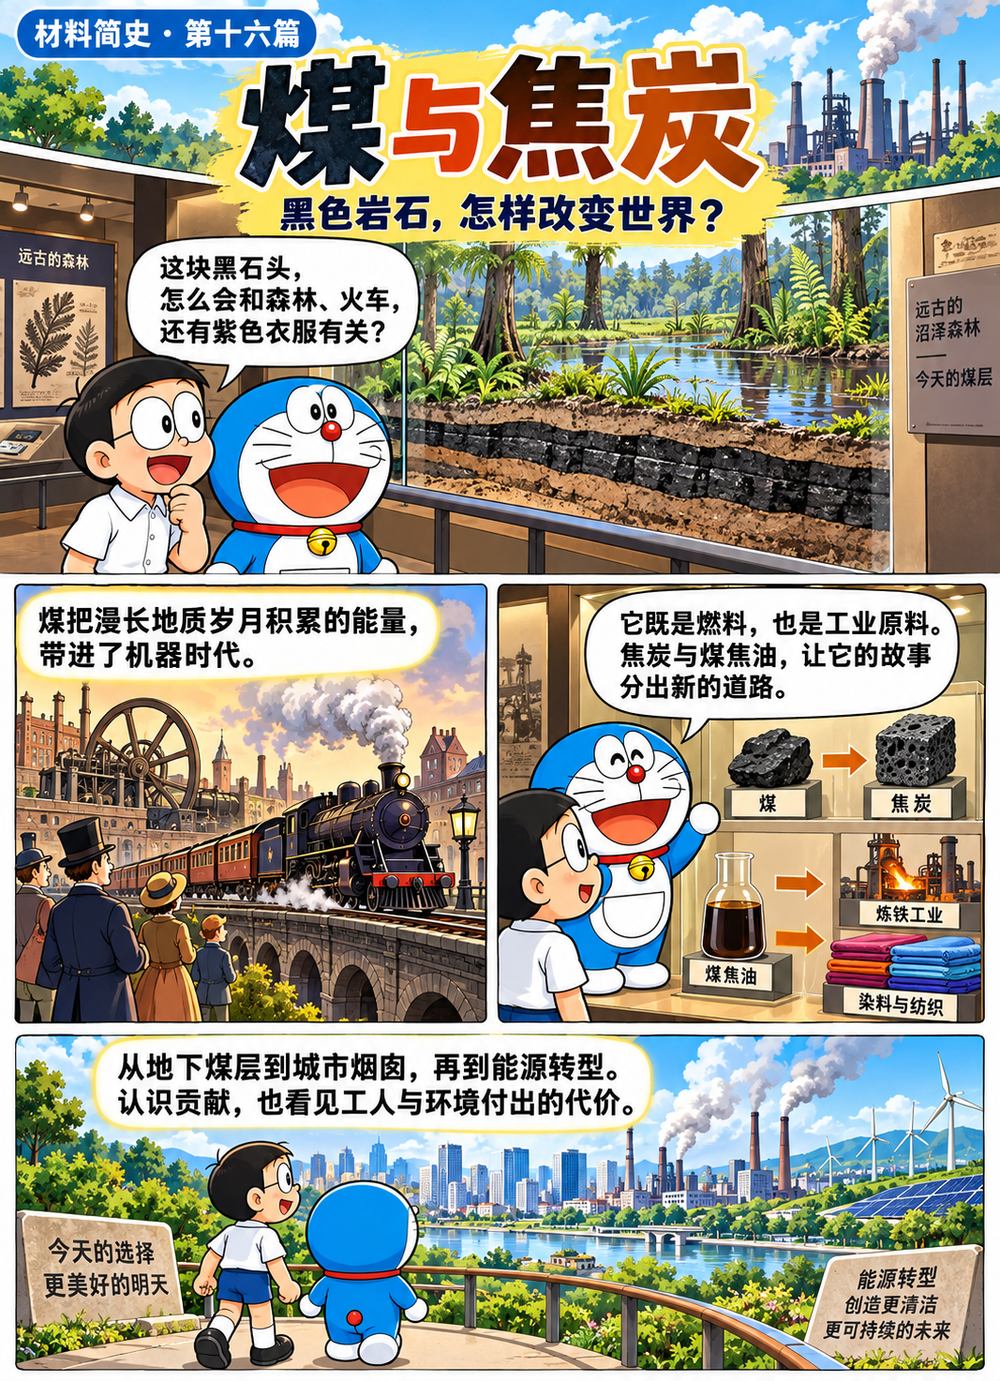 材料简史·第十六篇
煤与焦炭
黑色岩石，怎样改变世界？
远古的森林
这块黑石头，
怎么会和森林、火车，
还有紫色衣服有关？
远古的
沼泽森林
今天的煤层
煤把漫长地质岁月积累的能量，
带进了机器时代。
它既是燃料，也是工业原料。
焦炭与煤焦油，让它的故事
分出新的道路。
煤
焦炭
炼铁工业
煤焦油
染料与纺织
从地下煤层到城市烟囱，再到能源转型。
认识贡献，也看见工人与环境付出的代价。
今天的选择
更美好的明天
能源转型
创造更清洁
更可持续的未来